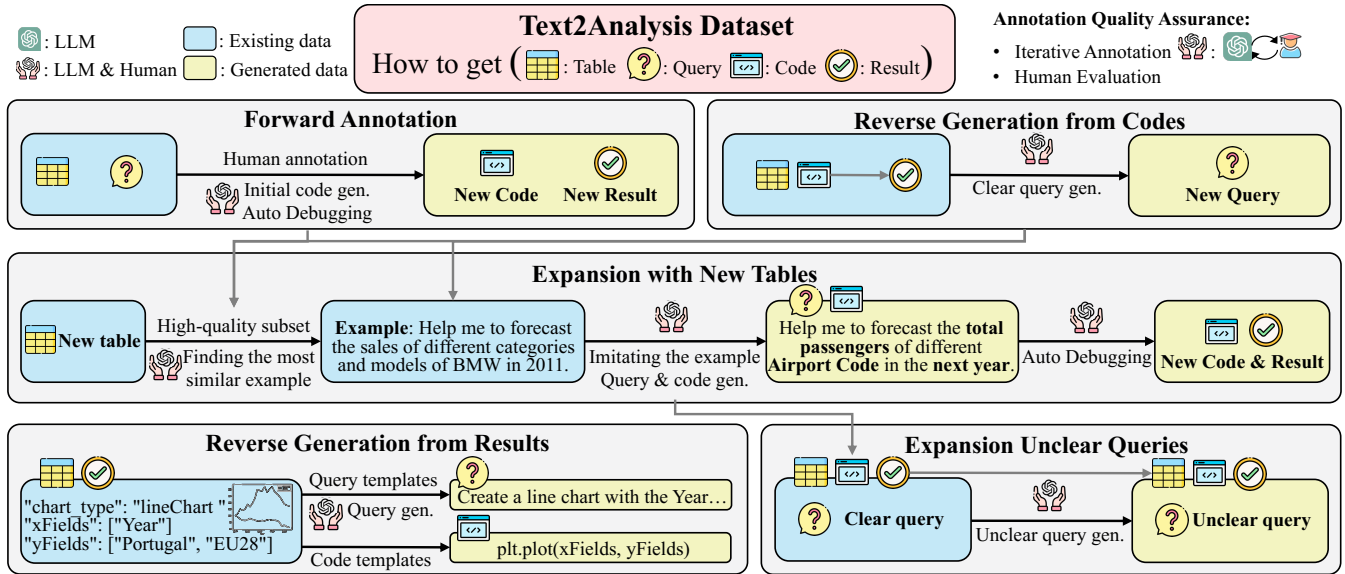 Text2Analysis Dataset
How to get ( : Table : Query : Code : Result)
: LLM
: Existing data
: LLM & Human
: Generated data
Annotation Quality Assurance:
• Iterative Annotation :
• Human Evaluation
Forward Annotation
Human annotation
Initial code gen.
Auto Debugging
New Code New Result
Reverse Generation from Codes
Clear query gen.
New Query
Expansion with New Tables
New table
High-quality subset
Finding the most
similar example
Example: Help me to forecast
the sales of different categories
and models of BMW in 2011.
Imitating the example
Query & code gen.
Help me to forecast the total
passengers of different
Airport Code in the next year.
Auto Debugging
New Code & Result
Reverse Generation from Results
"chart_type": "lineChart "
"xFields": ["Year"]
"yFields": ["Portugal", "EU28"]
Query templates
Query gen.
Code templates
Create a line chart with the Year…
plt.plot(xFields, yFields)
Expansion Unclear Queries
Clear query
Unclear query gen.
Unclear query